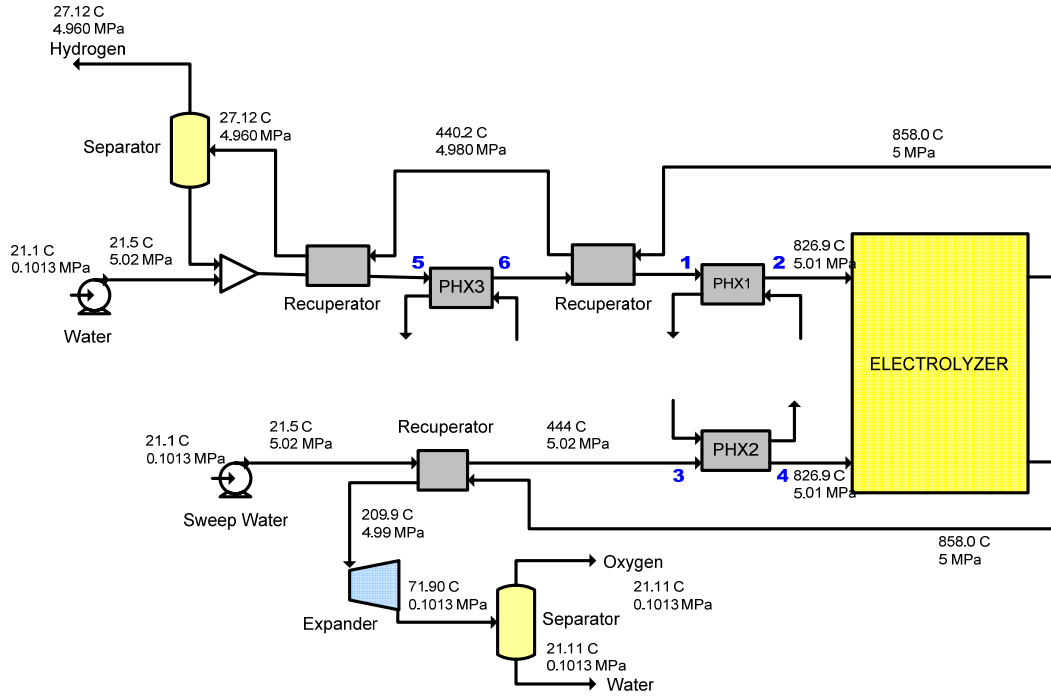 27.12 C
4.960 MPa
Hydrogen
Separator
27.12 C
4.960 MPa
440.2 C
4.980 MPa
858.0 C
5 MPa
21.1 C
0.1013 MPa
21.5 C
5.02 MPa
Water
Recuperator
5
PHX3
6
Recuperator
1
PHX1
2
826.9 C
5.01 MPa
ELECTROLYZER
21.1 C
0.1013 MPa
Sweep Water
21.5 C
5.02 MPa
Recuperator
444 C
5.02 MPa
3
PHX2
4
826.9 C
5.01 MPa
858.0 C
5 MPa
209.9 C
4.99 MPa
Expander
71.90 C
0.1013 MPa
Oxygen
21.11 C
0.1013 MPa
Separator
21.11 C
0.1013 MPa
Water